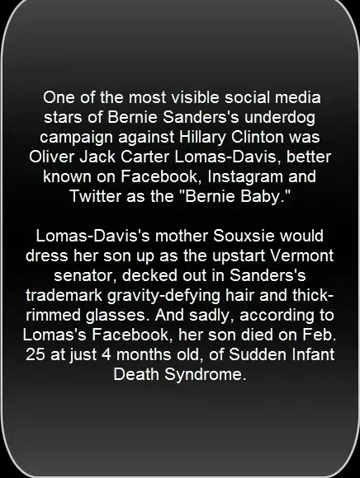 One of the most visible social media
stars of Bernie Sanders's underdog
campaign against Hillary Clinton was
Oliver Jack Carter Lomas-Davis, better
known on Facebook, Instagram and
Twitter as the "Bernie Baby."
Lomas-Davis's mother Souxsie would
dress her son up as the upstart Vermont
senator, decked out in Sanders's
trademark gravity-defying hair and thick-
rimmed glasses. And sadly, according to
Lomas's Facebook, her son died on Feb.
25 at just 4 months old, of Sudden Infant
Death Syndrome.